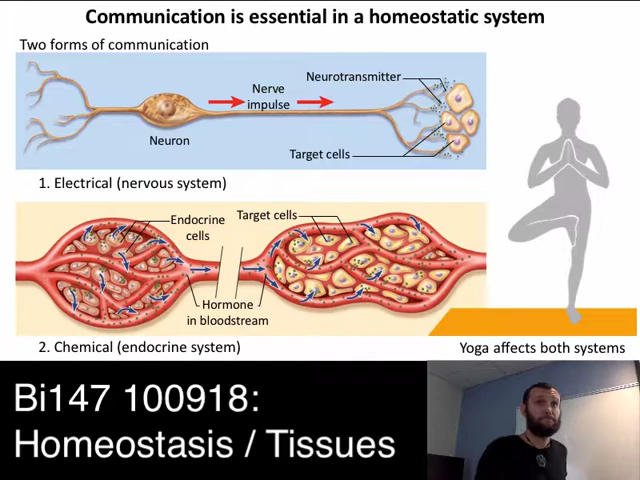 Communication is essential in a homeostatic system
Two forms of communication
Neurotransmitter
Nerve
impulse
Neuron
Target cells
1. Electrical (nervous system)
Endocrine
cells
Target cells
Hormone
in bloodstream
2. Chemical (endocrine system)
Yoga affects both systems
Bi147 100918:
Homeostasis / Tissues